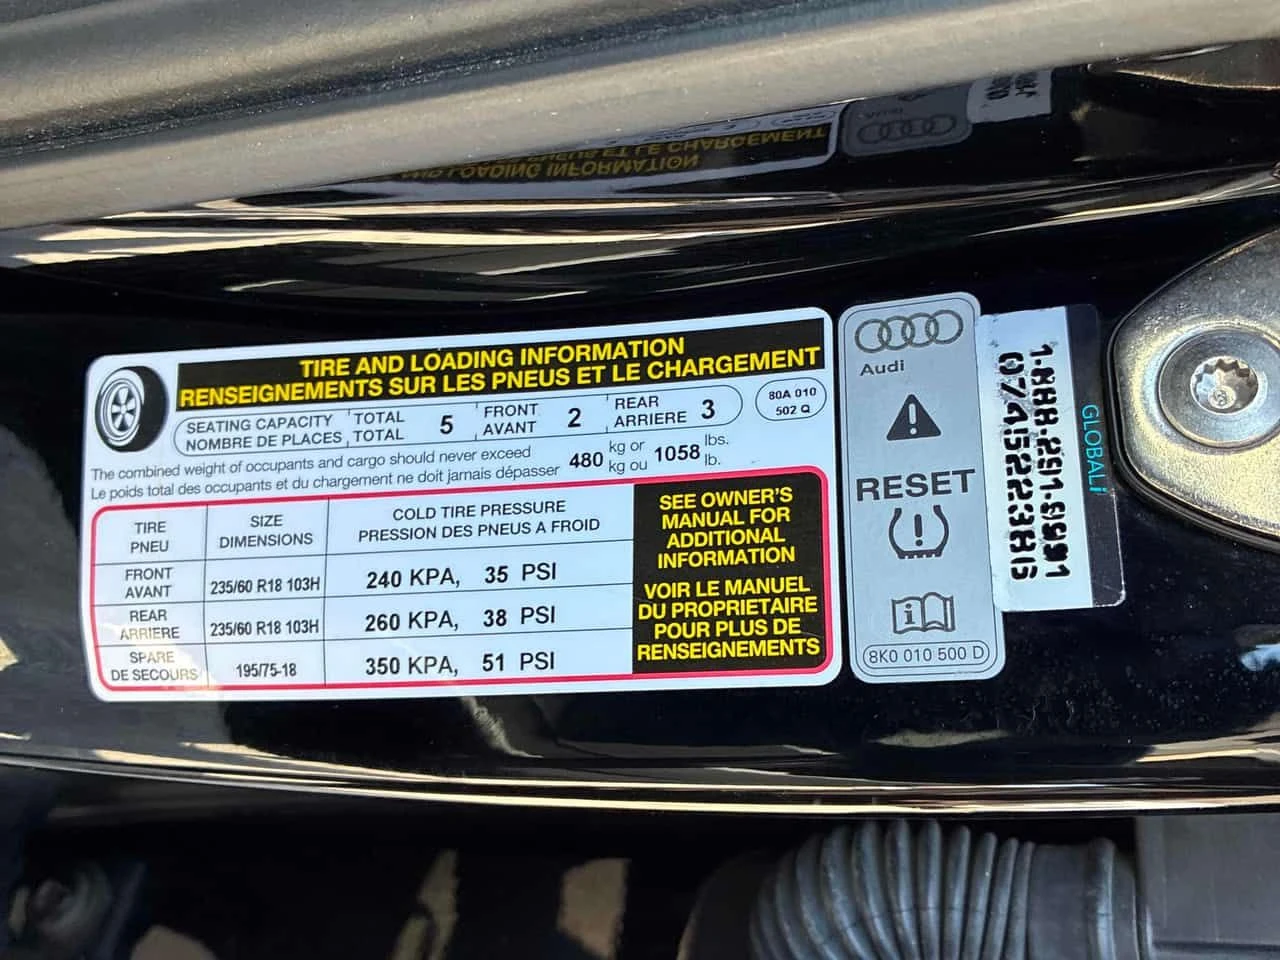 TIRE AND LOADING INFORMATION
RENSEIGNEMENTS SUR LES PNEUS ET LE CHARGEMENT
SEATING CAPACITY TOTAL 5 FRONT 2 REAR 3
NOMBRE DE PLACES TOTAL AVANT ARRIERE
80A 010
502 Q
The combined weight of occupants and cargo should never exceed 480 kg or 1058 lbs.
Le poids total des occupants et du chargement ne doit jamais dépasser kg ou lb.
TIRE
PNEU
SIZE
DIMENSIONS
COLD TIRE PRESSURE
PRESSION DES PNEUS A FROID
FRONT
AVANT
235/60 R18 103H
240 KPA, 35 PSI
REAR
ARRIERE
235/60 R18 103H
260 KPA, 38 PSI
SPARE
DE SECOURS
195/75-18
350 KPA, 51 PSI
SEE OWNER'S
MANUAL FOR
ADDITIONAL
INFORMATION
VOIR LE MANUEL
DU PROPRIETAIRE
POUR PLUS DE
RENSEIGNEMENTS
Audi
RESET
8K0 010 500 D
GLOBALi